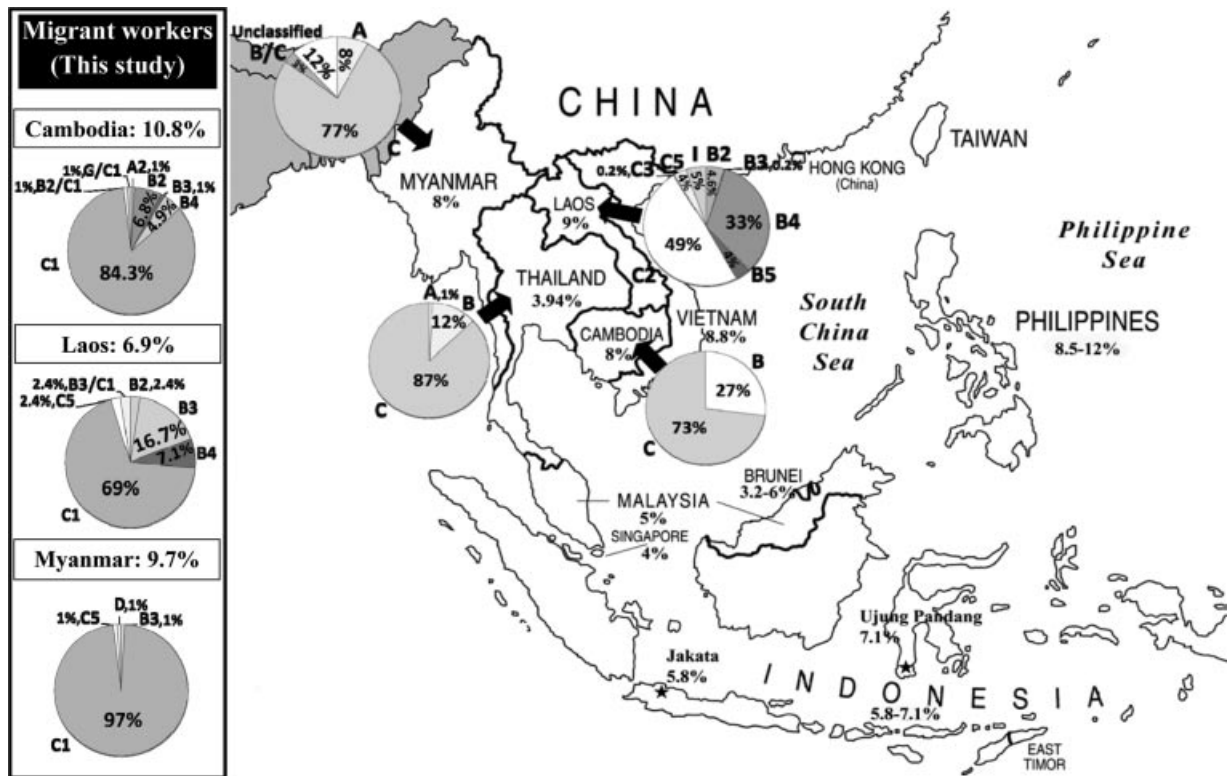 Migrant workers
(This study)
Cambodia: 10.8%
1%,G/C1
A2,1%
1%,B2/C1
B2
B3,1%
B4
6.8%
4.9%
C1
84.3%
Laos: 6.9%
2.4%,B3/C1
B2,2.4%
2.4%,C5
B3
16.7%
7.1%
B4
69%
C1
Myanmar: 9.7%
D,1%
1%,C5
B3,1%
97%
C1
Unclassified
A
B/C
12%
8%
3%
77%
C
CHINA
TAIWAN
HONG KONG
(China)
MYANMAR
8%
LAOS
9%
0.2%,C3
C5
I
B2
B3,0.2%
4%
5%
4.6%
33%
B4
49%
4%
B5
C2
THAILAND
3.94%
A,1%
B
12%
87%
C
CAMBODIA
8%
VIETNAM
8.8%
B
27%
73%
C
Philippine
Sea
South
China
Sea
PHILIPPINES
8.5-12%
BRUNEI
3.2-6%
MALAYSIA
5%
SINGAPORE
4%
Ujung Pandang
7.1%
Jakata
5.8%
INDONESIA
5.8-7.1%
EAST
TIMOR